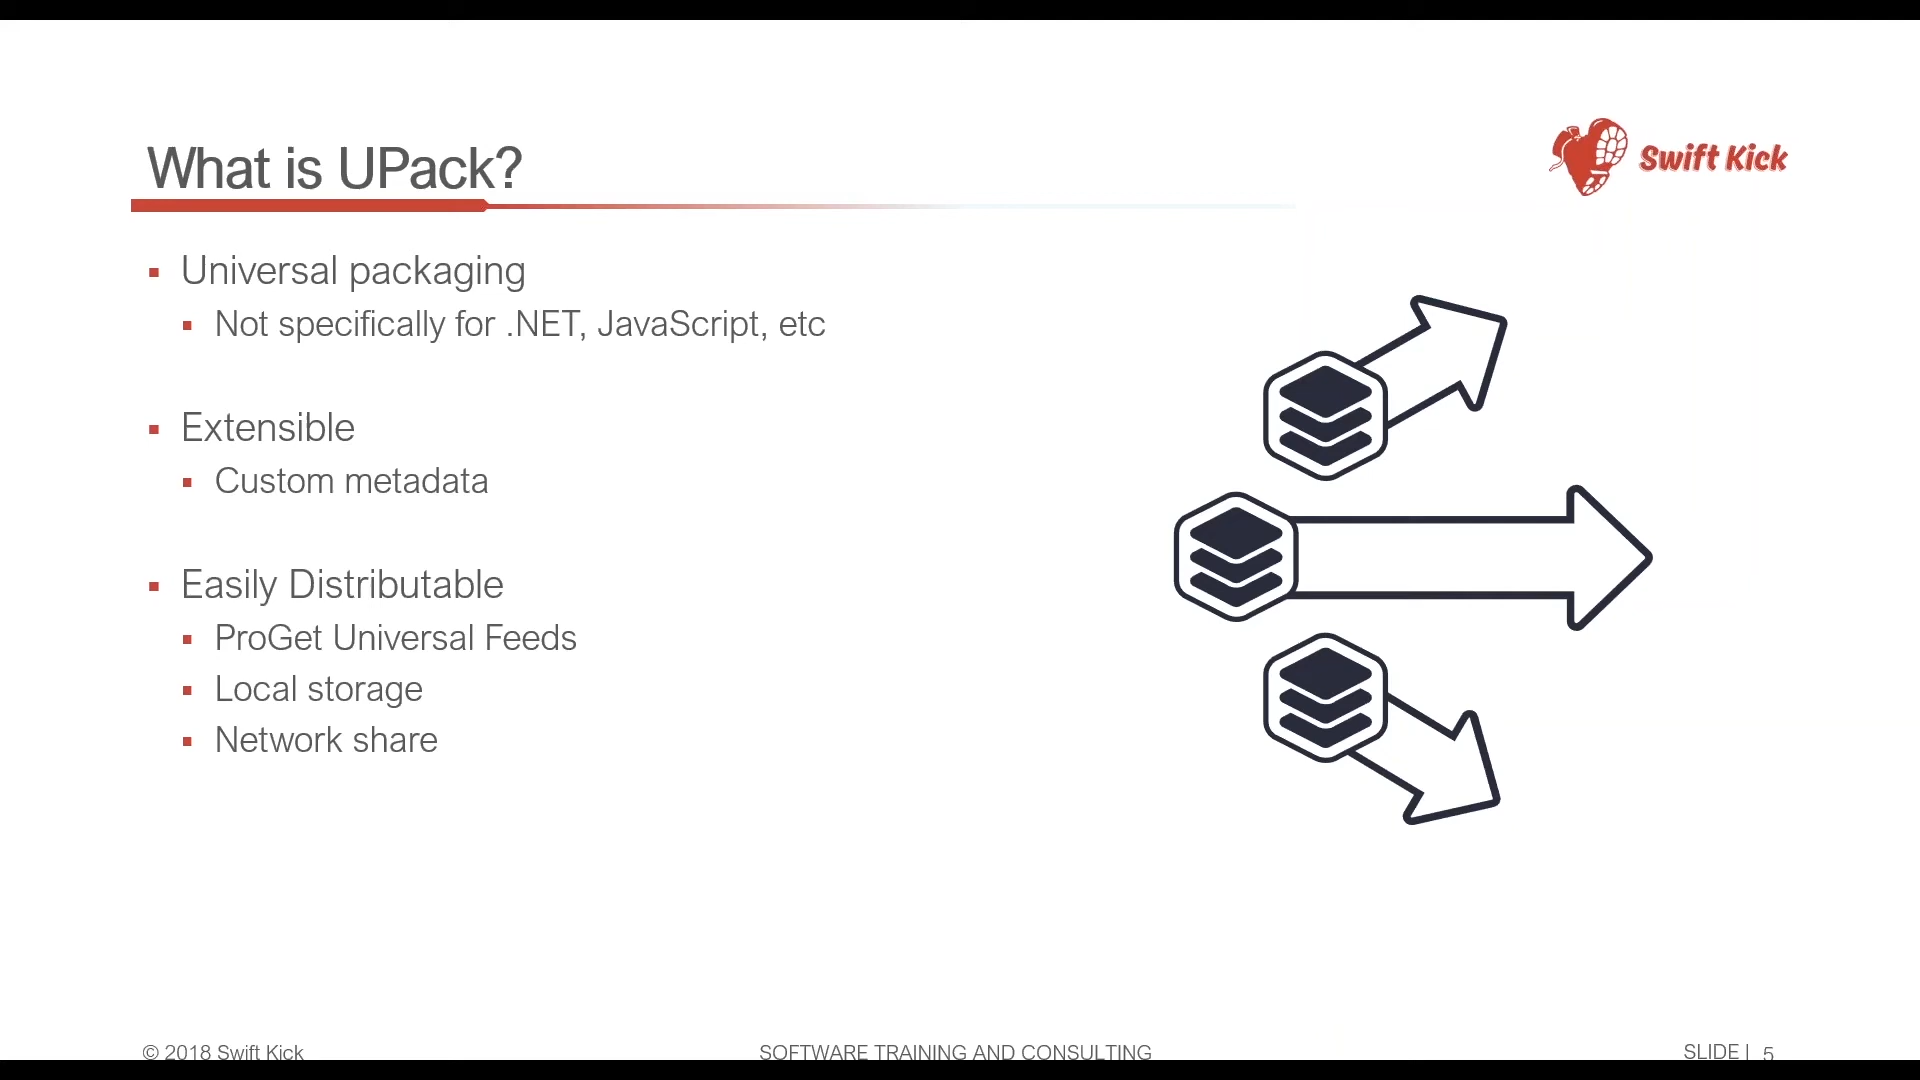 What is UPack?
Swift Kick
Universal packaging
Not specifically for .NET, JavaScript, etc
Extensible
Custom metadata
Easily Distributable
ProGet Universal Feeds
Local storage
Network share
© 2018 Swift Kick
SOFTWARE TRAINING AND CONSULTING
SLIDE | 5